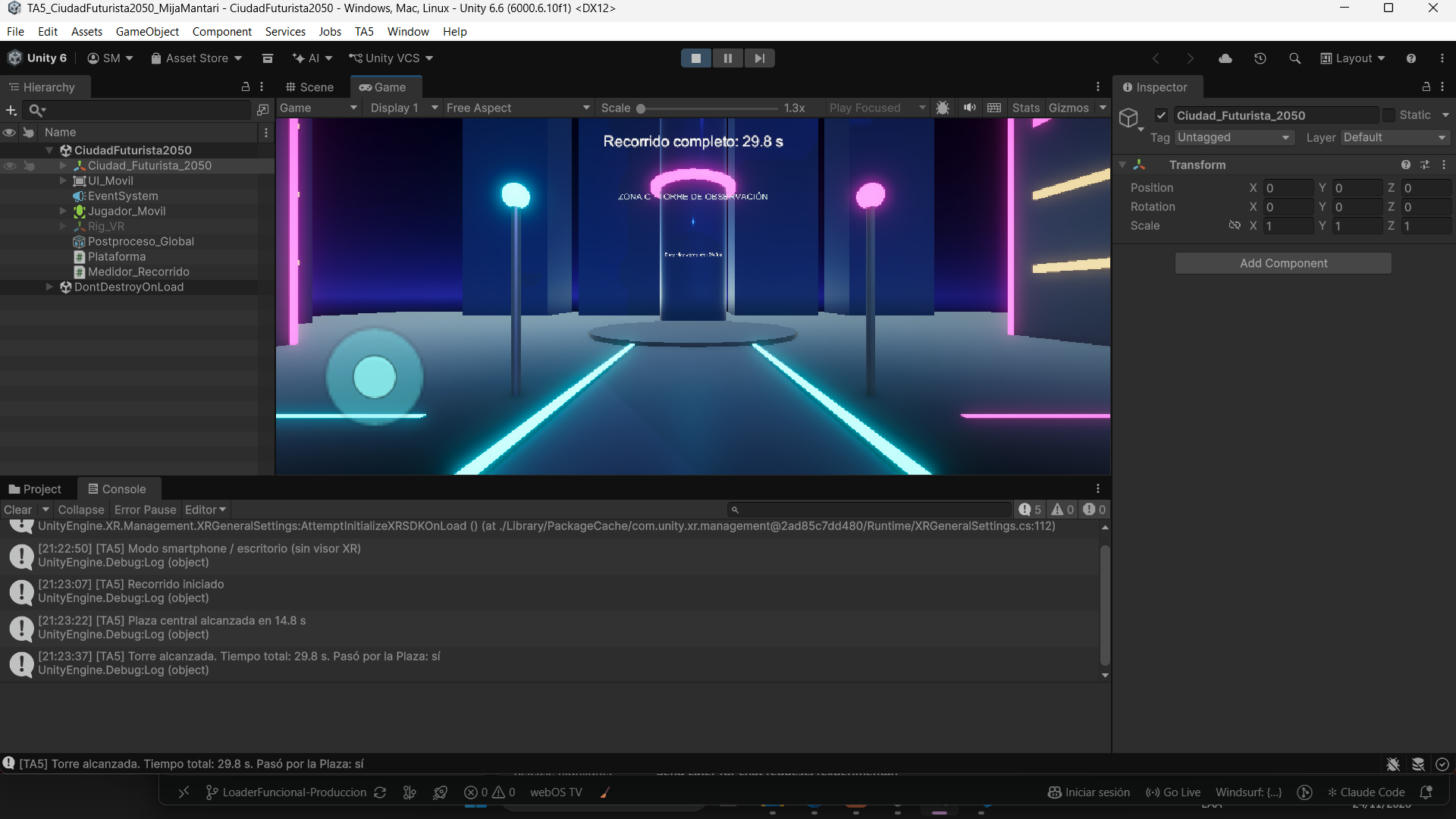 TA5_CiudadFuturista2050_MijaMantari - CiudadFuturista2050 - Windows, Mac, Linux - Unity 6.6 (6000.6.10f1) <DX12>
File Edit Assets GameObject Component Services Jobs TA5 Window Help
Unity 6 SM Asset Store AI Unity VCS Layout
Hierarchy
Scene Game
Inspector
Game Display 1 Free Aspect Scale 1.3x Play Focused Stats Gizmos
Name
CiudadFuturista2050
Ciudad_Futurista_2050
UI_Movil
EventSystem
Jugador_Movil
Rig_VR
Postproceso_Global
Plataforma
Medidor_Recorrido
DontDestroyOnLoad
Recorrido completo: 29.8 s
ZONA C TORRE DE OBSERVACIÓN
Ciudad_Futurista_2050 Static
Tag Untagged Layer Default
Transform
Position X 0 Y 0 Z 0
Rotation X 0 Y 0 Z 0
Scale X 1 Y 1 Z 1
Add Component
Project Console
Clear Collapse Error Pause Editor 5 0 0
UnityEngine.XR.Management.XRGeneralSettings:AttemptInitializeXRSDKOnLoad () (at ./Library/PackageCache/com.unity.xr.management@2ad85c7dd480/Runtime/XRGeneralSettings.cs:112)
[21:22:50] [TA5] Modo smartphone / escritorio (sin visor XR)
UnityEngine.Debug:Log (object)
[21:23:07] [TA5] Recorrido iniciado
UnityEngine.Debug:Log (object)
[21:23:22] [TA5] Plaza central alcanzada en 14.8 s
UnityEngine.Debug:Log (object)
[21:23:37] [TA5] Torre alcanzada. Tiempo total: 29.8 s. Pasó por la Plaza: sí
UnityEngine.Debug:Log (object)
[TA5] Torre alcanzada. Tiempo total: 29.8 s. Pasó por la Plaza: sí
LoaderFuncional-Produccion 0 0 webOS TV Iniciar sesión Go Live Windsurf: {...} Claude Code